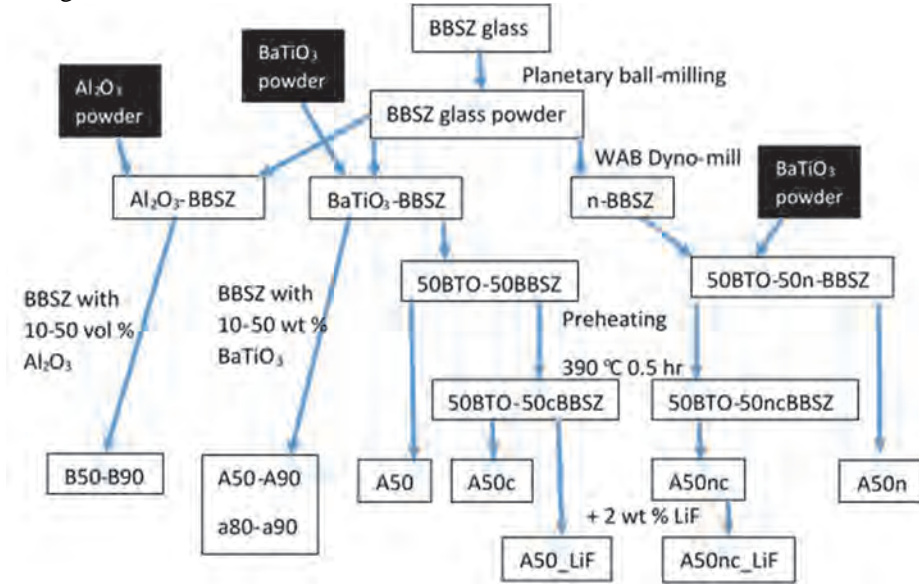 BBSZ glass
BaTiO₃
powder
Al₂O₃
powder
Planetary ball-milling
BBSZ glass powder
WAB Dyno-mill
BaTiO₃
powder
Al₂O₃-BBSZ
BaTiO₃-BBSZ
n-BBSZ
50BTO-50BBSZ
50BTO-50n-BBSZ
BBSZ with
10-50 vol %
Al₂O₃
BBSZ with
10-50 wt %
BaTiO₃
Preheating
390 °C 0.5 hr
50BTO-50cBBSZ
50BTO-50ncBBSZ
B50-B90
A50-A90
a80-a90
A50
A50c
A50nc
A50n
+ 2 wt % LiF
A50_LiF
A50nc_LiF